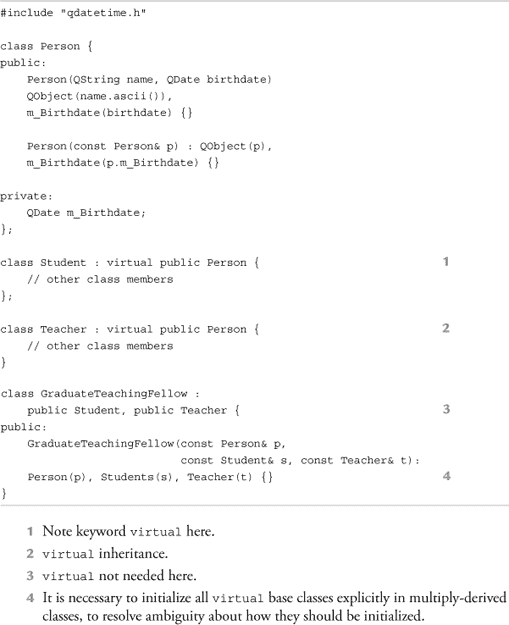 #include "qdatetime.h"
class Person {
public:
Person(QString name, QDate birthdate)
QObject(name.ascii()),
m_Birthdate(birthdate) {}
Person(const Person& p) : QObject(p),
m_Birthdate(p.m_Birthdate) {}
private:
QDate m_Birthdate;
};
class Student : virtual public Person { 1
// other class members
};
class Teacher : virtual public Person { 2
// other class members
}
class GraduateTeachingFellow :
public Student, public Teacher { 3
public:
GraduateTeachingFellow(const Person& p,
const Student& s, const Teacher& t):
Person(p), Students(s), Teacher(t) {} 4
}
1 Note keyword virtual here.
2 virtual inheritance.
3 virtual not needed here.
4 It is necessary to initialize all virtual base classes explicitly in multiply-derived
classes, to resolve ambiguity about how they should be initialized.